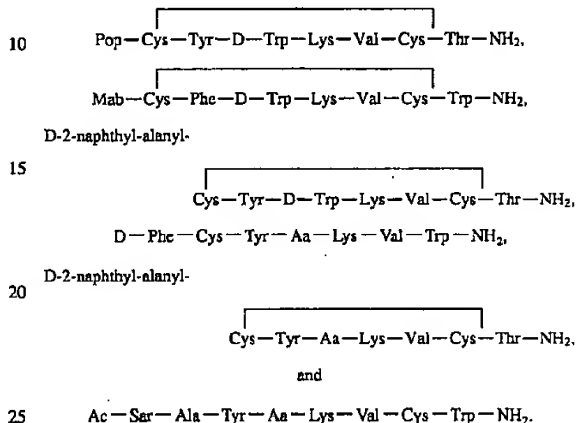 10 Pop—Cys—Tyr—D—Trp—Lys—Val—Cys—Thr—NH₂,
Mab—Cys—Phe—D—Trp—Lys—Val—Cys—Trp—NH₂,
D-2-naphthyl-alanyl-
15
Cys—Tyr—D—Trp—Lys—Val—Cys—Thr—NH₂,
D—Phe—Cys—Tyr—Aa—Lys—Val—Trp—NH₂,
D-2-naphthyl-alanyl-
20
Cys—Tyr—Aa—Lys—Val—Cys—Thr—NH₂,
and
25 Ac—Sar—Ala—Tyr—Aa—Lys—Val—Cys—Trp—NH₂.